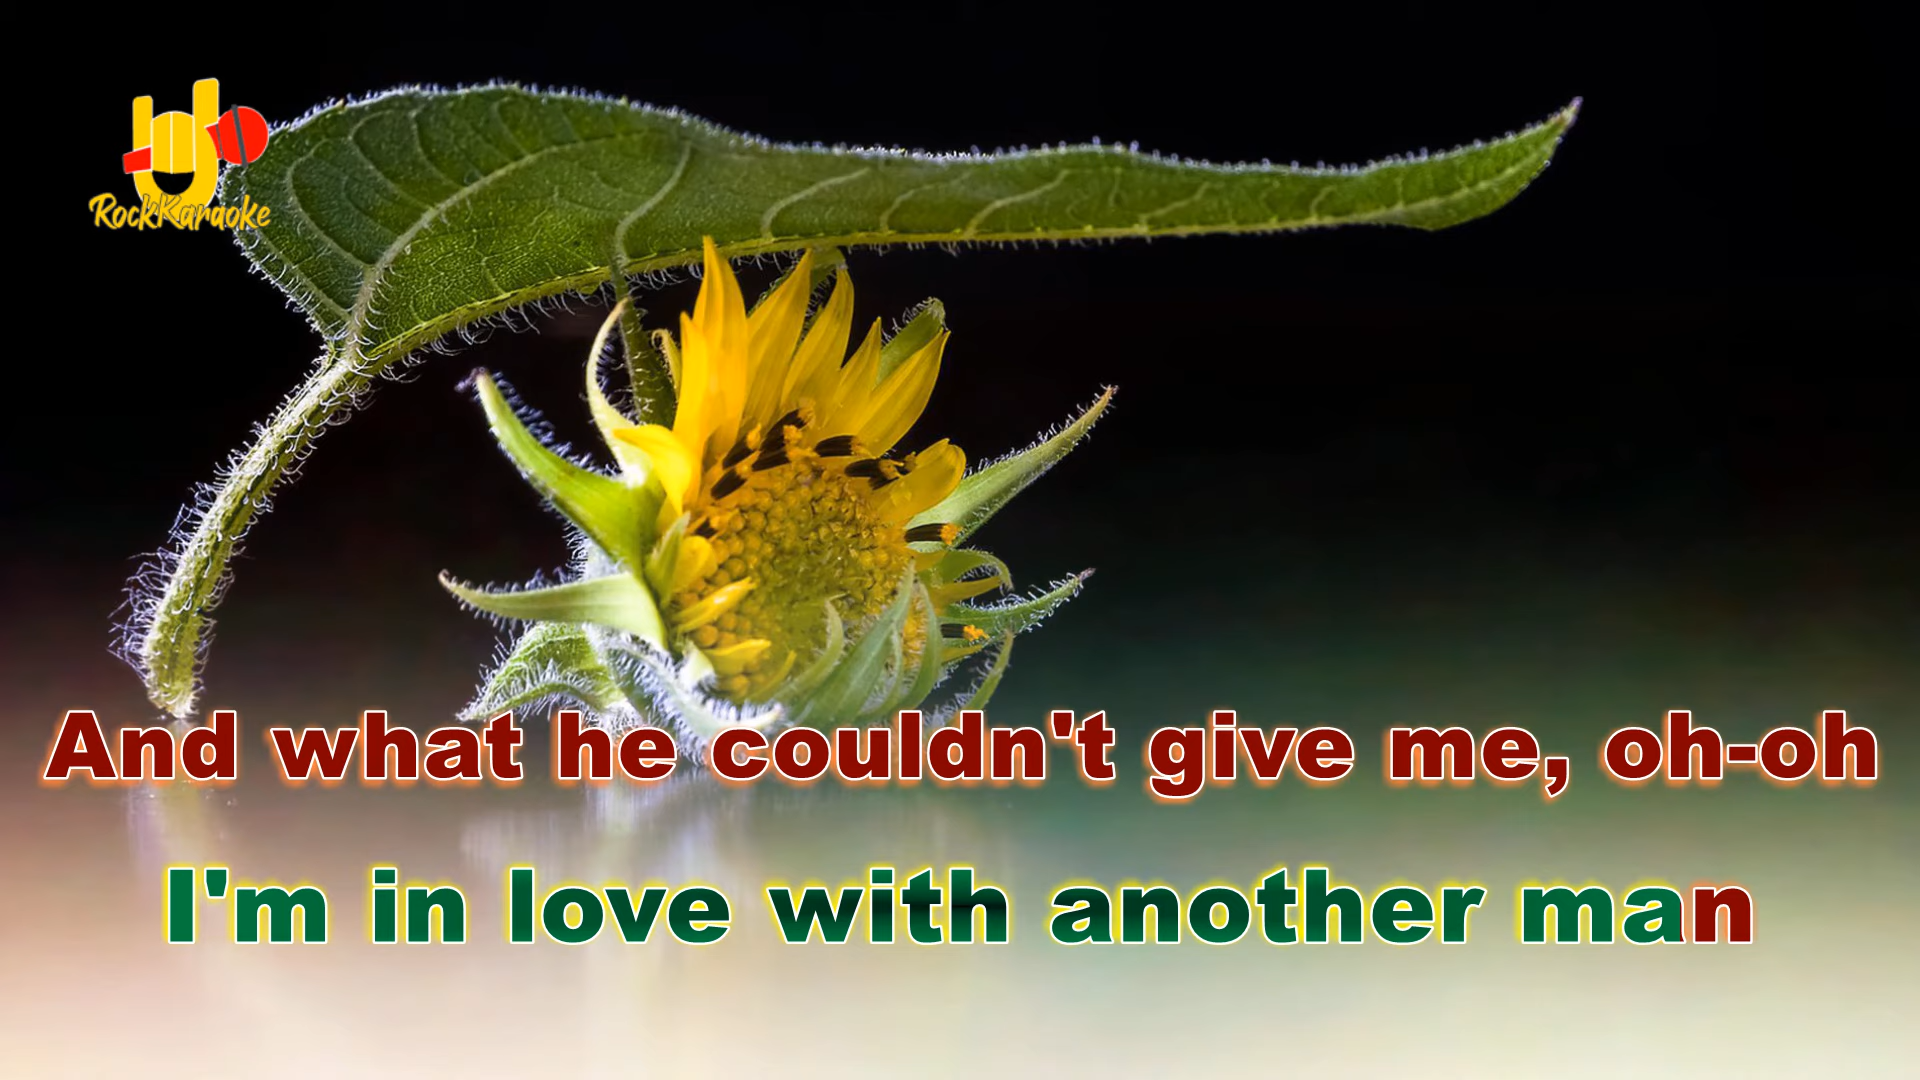 RockKaraoke
And what he couldn't give me, oh-oh
I'm in love with another man